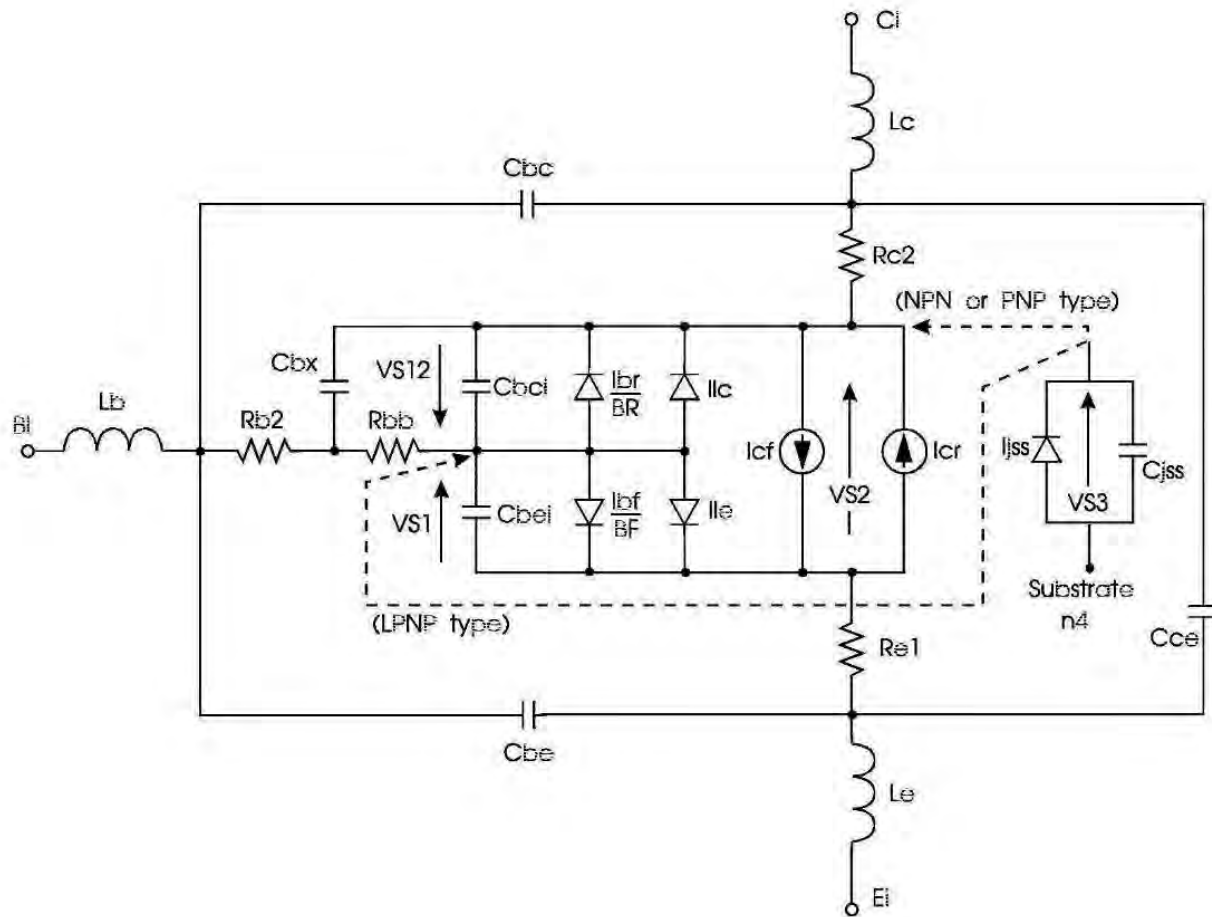 Ci
Lc
Cbc
Rc2
(NPN or PNP type)
Cbx
VS12
Cbci
Ibr
BR
Ilc
Lb
Bi
Rb2
Rbb
Icf
VS2
Icr
Ijss
VS3
Cjss
VS1
Cbei
Ibf
BF
Ile
Substrate
n4
(LPNP type)
Re1
Cce
Cbe
Le
Ei